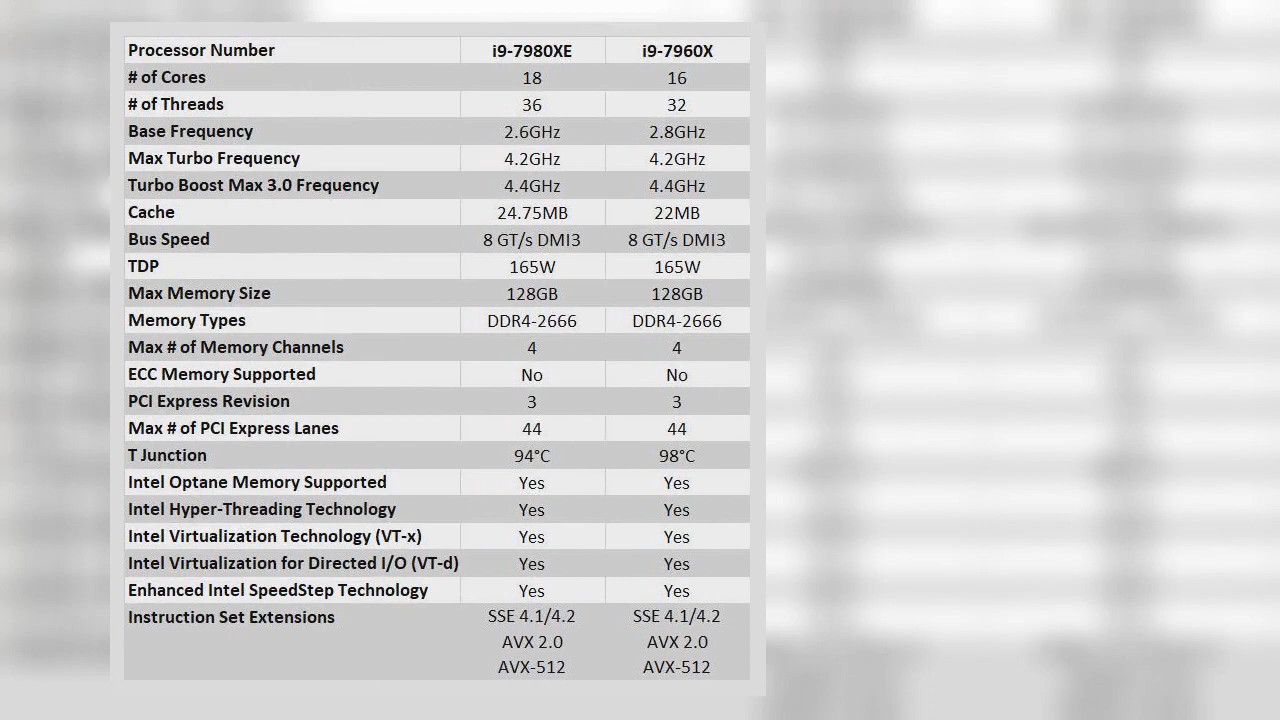 Processor Number i9-7980XE i9-7960X
# of Cores 18 16
# of Threads 36 32
Base Frequency 2.6GHz 2.8GHz
Max Turbo Frequency 4.2GHz 4.2GHz
Turbo Boost Max 3.0 Frequency 4.4GHz 4.4GHz
Cache 24.75MB 22MB
Bus Speed 8 GT/s DMI3 8 GT/s DMI3
TDP 165W 165W
Max Memory Size 128GB 128GB
Memory Types DDR4-2666 DDR4-2666
Max # of Memory Channels 4 4
ECC Memory Supported No No
PCI Express Revision 3 3
Max # of PCI Express Lanes 44 44
T Junction 94°C 98°C
Intel Optane Memory Supported Yes Yes
Intel Hyper-Threading Technology Yes Yes
Intel Virtualization Technology (VT-x) Yes Yes
Intel Virtualization for Directed I/O (VT-d) Yes Yes
Enhanced Intel SpeedStep Technology Yes Yes
Instruction Set Extensions SSE 4.1/4.2 SSE 4.1/4.2
AVX 2.0 AVX 2.0
AVX-512 AVX-512